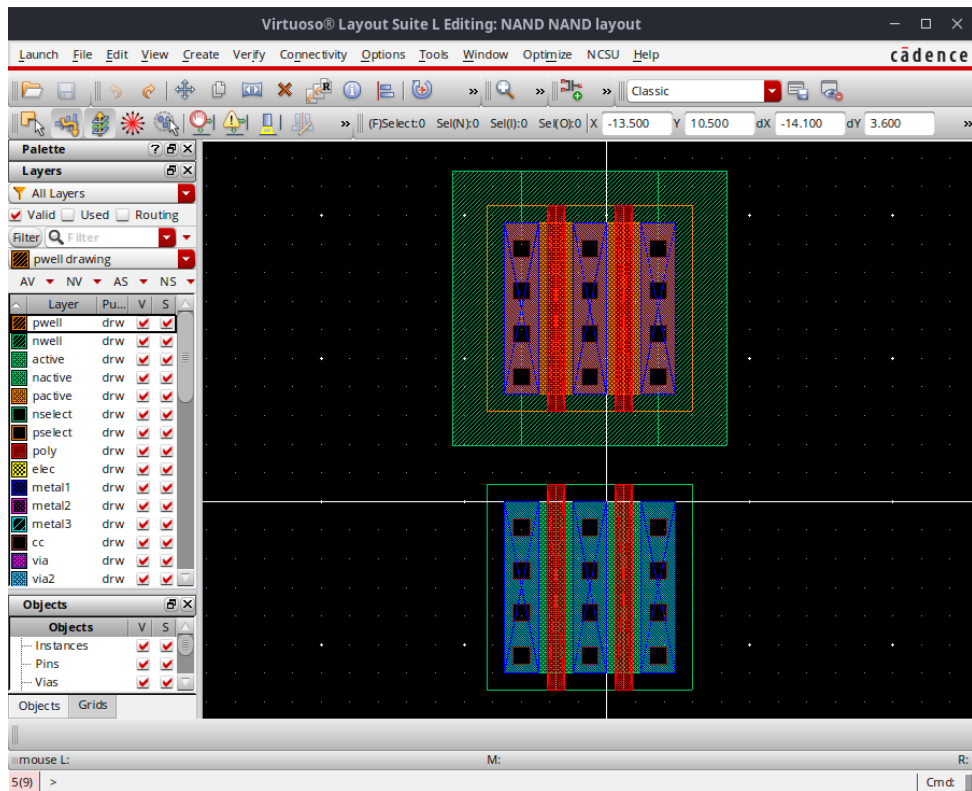 Virtuoso® Layout Suite L Editing: NAND NAND layout
Launch File Edit View Create Verify Connectivity Options Tools Window Optimize NCSU Help cādence
R » » » Classic
» (F)Select:0 Sel(N):0 Sel(I):0 Sel(O):0 X -13.500 Y 10.500 dX -14.100 dY 3.600 »
Palette
Layers
All Layers
Valid Used Routing
Filter Filter
pwell drawing
AV NV AS NS
Layer Pu... V S
pwell drw
nwell drw
active drw
nactive drw
pactive drw
nselect drw
pselect drw
poly drw
elec drw
metal1 drw
metal2 drw
metal3 drw
cc drw
via drw
via2 drw
Objects
Objects V S
Instances
Pins
Vias
Objects Grids
mouse L: M: R:
5(9) > Cmd: